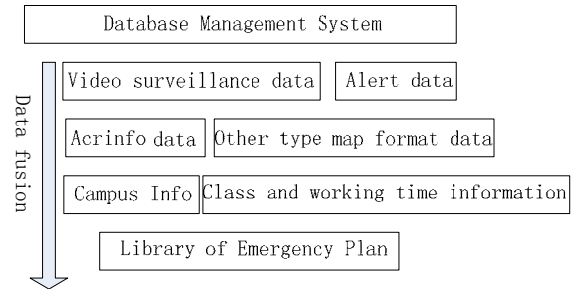 Database Management System
Data fusion
Video surveillance data
Alert data
Acrinfo data
Other type map format data
Campus Info
Class and working time information
Library of Emergency Plan